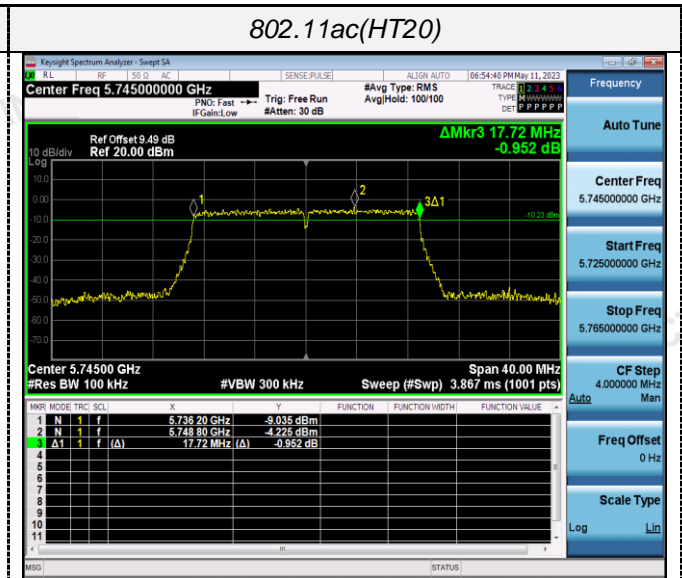 802.11ac(HT20)
Keysight Spectrum Analyzer - Swept SA
RL RF 50 Ω AC SENSE:PULSE ALIGN AUTO 06:54:40 PM May 11, 2023
Center Freq 5.745000000 GHz #Avg Type: RMS TRACE 1 2 3 4 5 6
PNO: Fast Trig: Free Run Avg|Hold: 100/100 TYPE M WWWWW
IFGain:Low #Atten: 30 dB DET P P P P P P
Ref Offset 9.49 dB ΔMkr3 17.72 MHz
10 dB/div Ref 20.00 dBm -0.952 dB
Log
10.0
0.00
-10.0
-20.0
-30.0
-40.0
-50.0
-60.0
-70.0
1
2
3Δ1
-10.23 dBm
Center 5.74500 GHz Span 40.00 MHz
#Res BW 100 kHz #VBW 300 kHz Sweep (#Swp) 3.867 ms (1001 pts)
MKR MODE TRC SCL X Y FUNCTION FUNCTION WIDTH FUNCTION VALUE
1 N 1 f 5.736 20 GHz -9.035 dBm
2 N 1 f 5.748 80 GHz -4.225 dBm
3 Δ1 1 f (Δ) 17.72 MHz (Δ) -0.952 dB
4
5
6
7
8
9
10
11
MSG STATUS
Frequency
Auto Tune
Center Freq
5.745000000 GHz
Start Freq
5.725000000 GHz
Stop Freq
5.765000000 GHz
CF Step
4.000000 MHz
Auto Man
Freq Offset
0 Hz
Scale Type
Log Lin